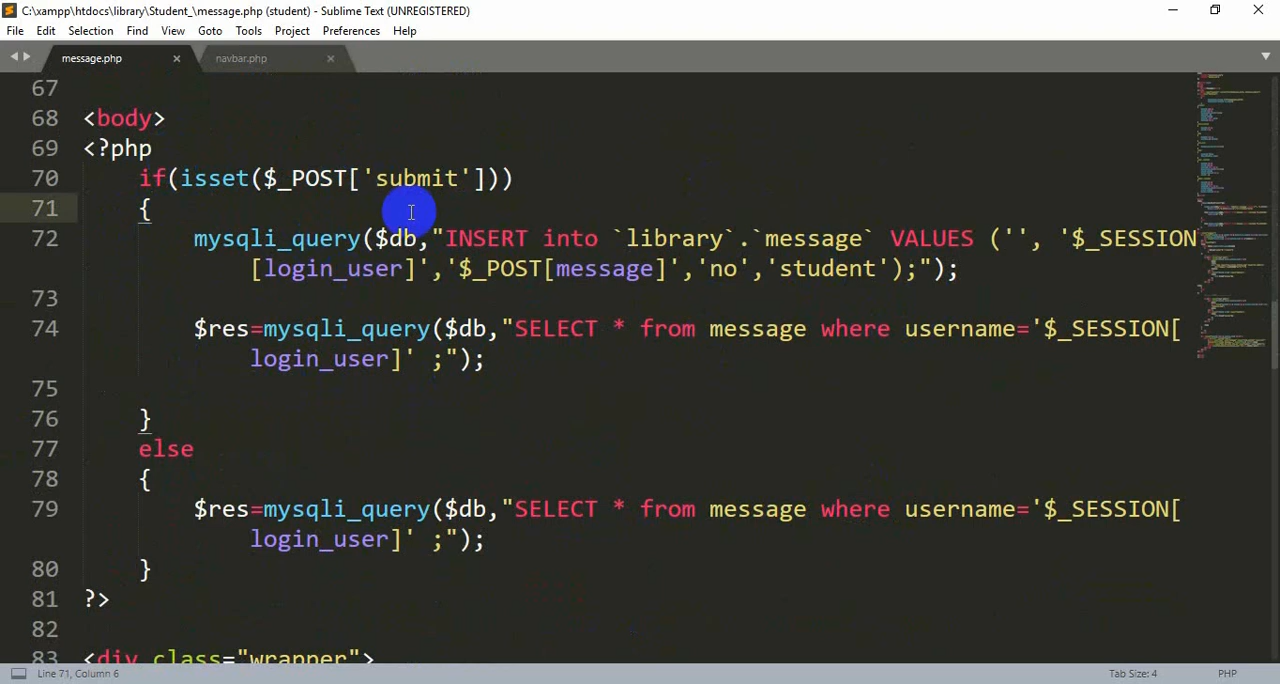 C:\xampp\htdocs\library\Student_\message.php (student) - Sublime Text (UNREGISTERED)
File Edit Selection Find View Goto Tools Project Preferences Help
message.php navbar.php
67
68 <body>
69 <?php
70 if(isset($_POST['submit']))
71 {
72 mysqli_query($db,"INSERT into `library`.`message` VALUES ('', '$_SESSION
[login_user]','$_POST[message]','no','student');");
73
74 $res=mysqli_query($db,"SELECT * from message where username='$_SESSION[
login_user]' ;");
75
76 }
77 else
78 {
79 $res=mysqli_query($db,"SELECT * from message where username='$_SESSION[
login_user]' ;");
80 }
81 ?>
82
83 <div class="wrapper">
Line 71, Column 6 Tab Size: 4 PHP